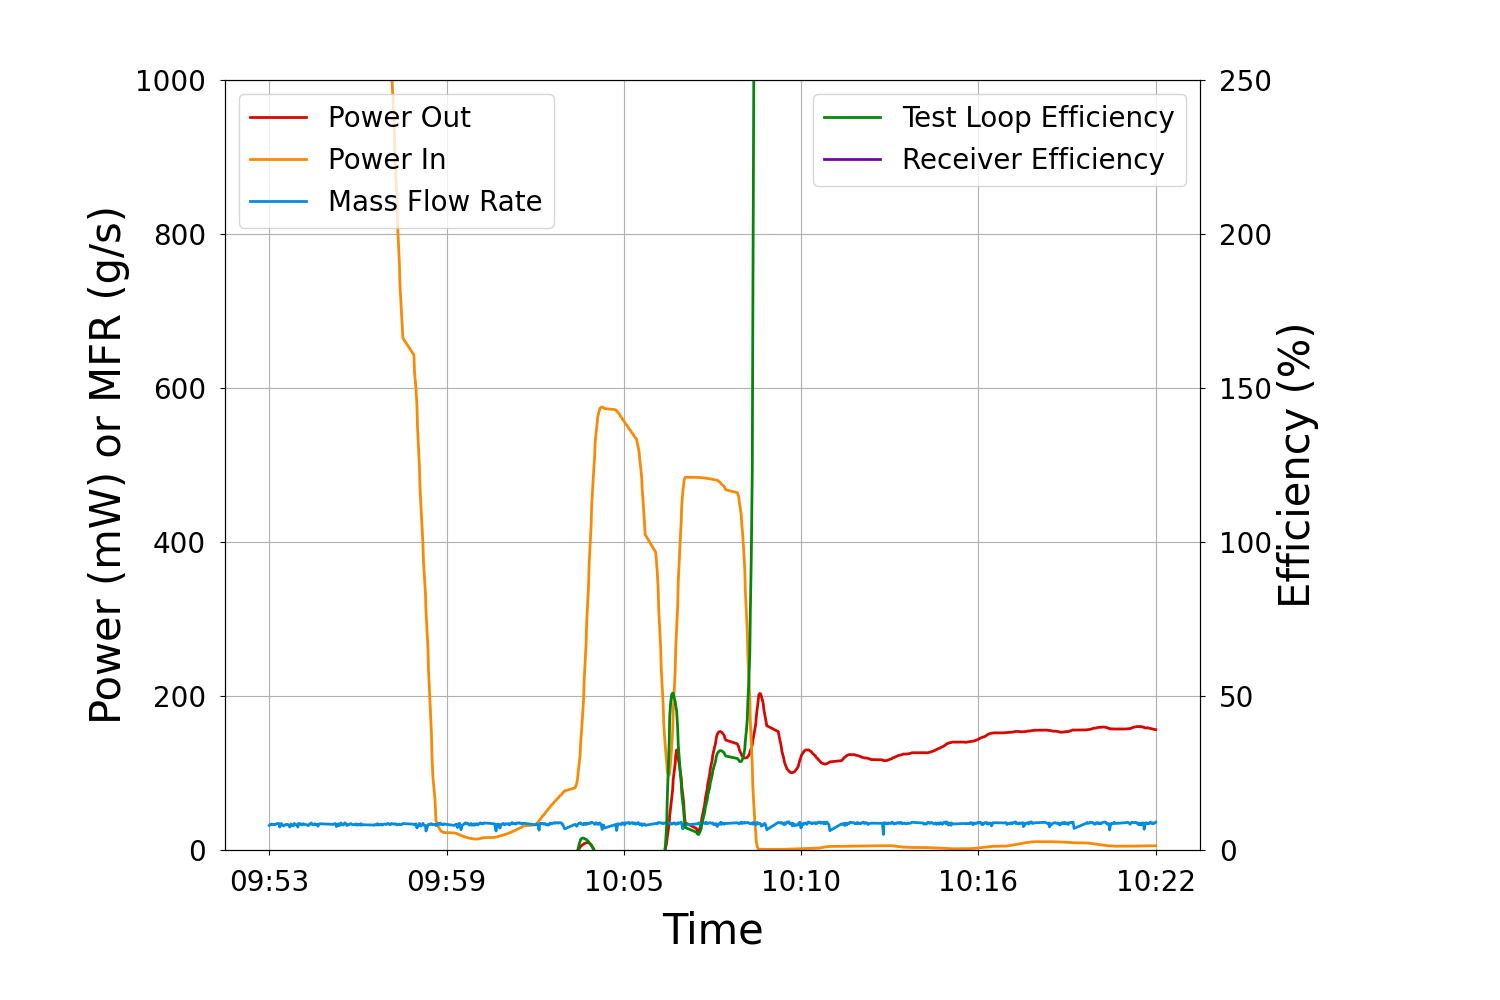 1000
800
600
400
200
0
Power (mW) or MFR (g/s)
Power Out
Power In
Mass Flow Rate
Test Loop Efficiency
Receiver Efficiency
250
200
150
100
50
0
Efficiency (%)
09:53 09:59 10:05 10:10 10:16 10:22
Time